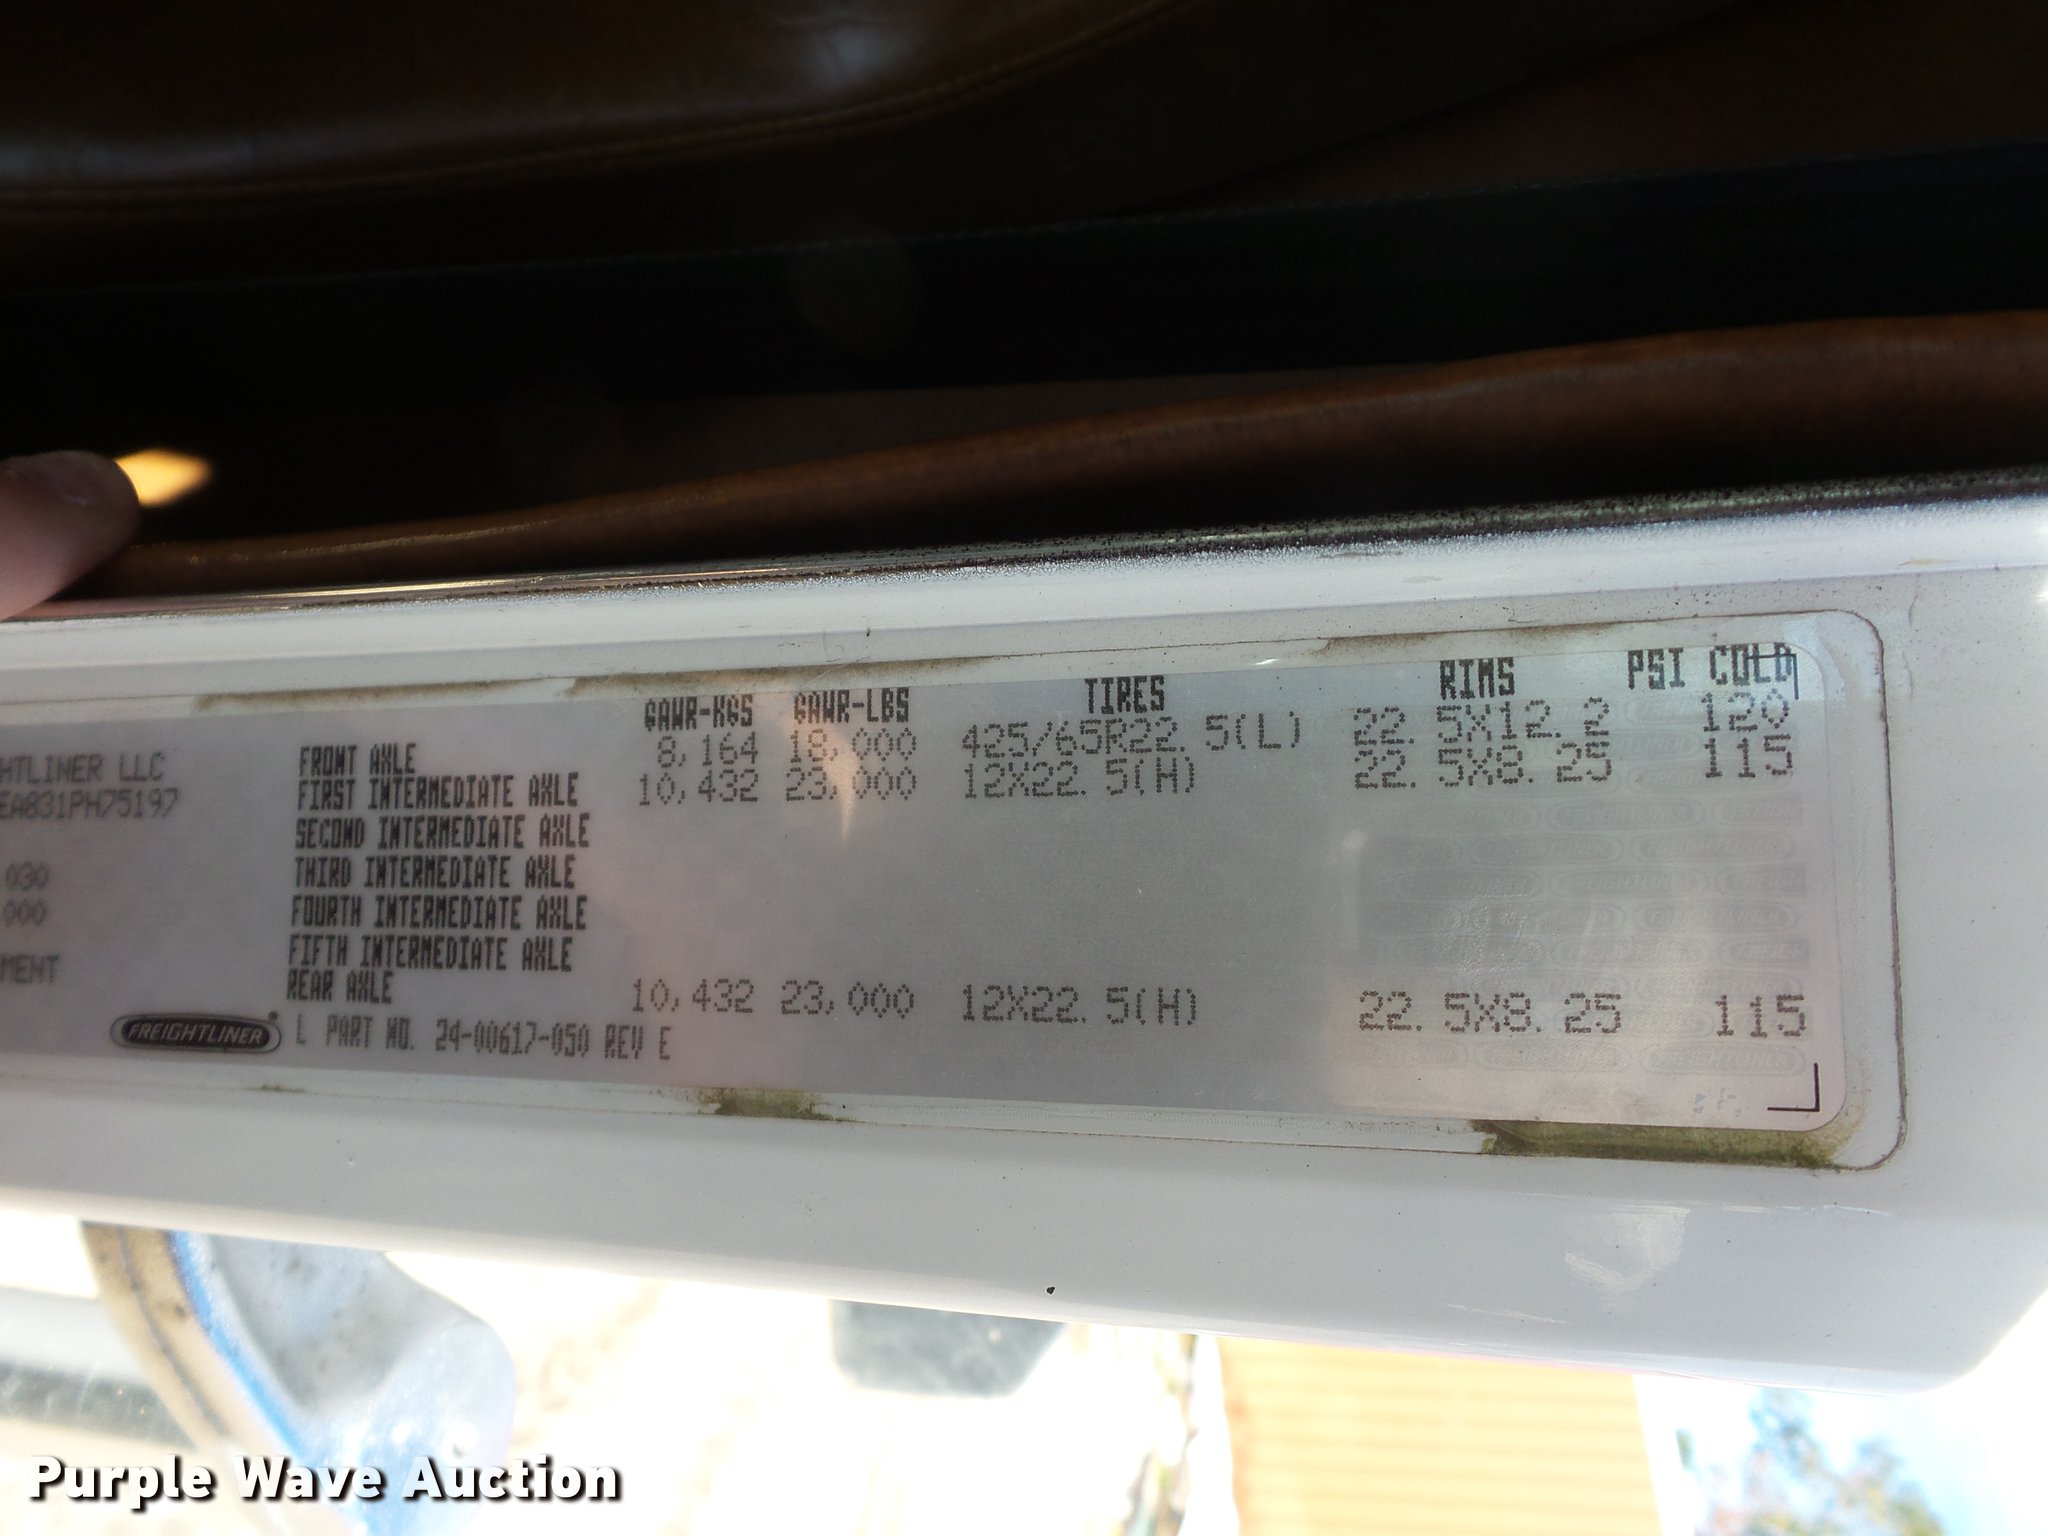 GAWR-KGS GAWR-LBS TIRES RIMS PSI COLD
HTLINER LLC FRONT AXLE 8,164 18,000 425/65R22.5(L) 22.5X12.2 120
EA831PH75197 FIRST INTERMEDIATE AXLE 10,432 23,000 12X22.5(H) 22.5X8.25 115
SECOND INTERMEDIATE AXLE
030 THIRD INTERMEDIATE AXLE
000 FOURTH INTERMEDIATE AXLE
MENT FIFTH INTERMEDIATE AXLE
REAR AXLE 10,432 23,000 12X22.5(H) 22.5X8.25 115
FREIGHTLINER® L PART NO. 24-00617-050 REV E
Purple Wave Auction